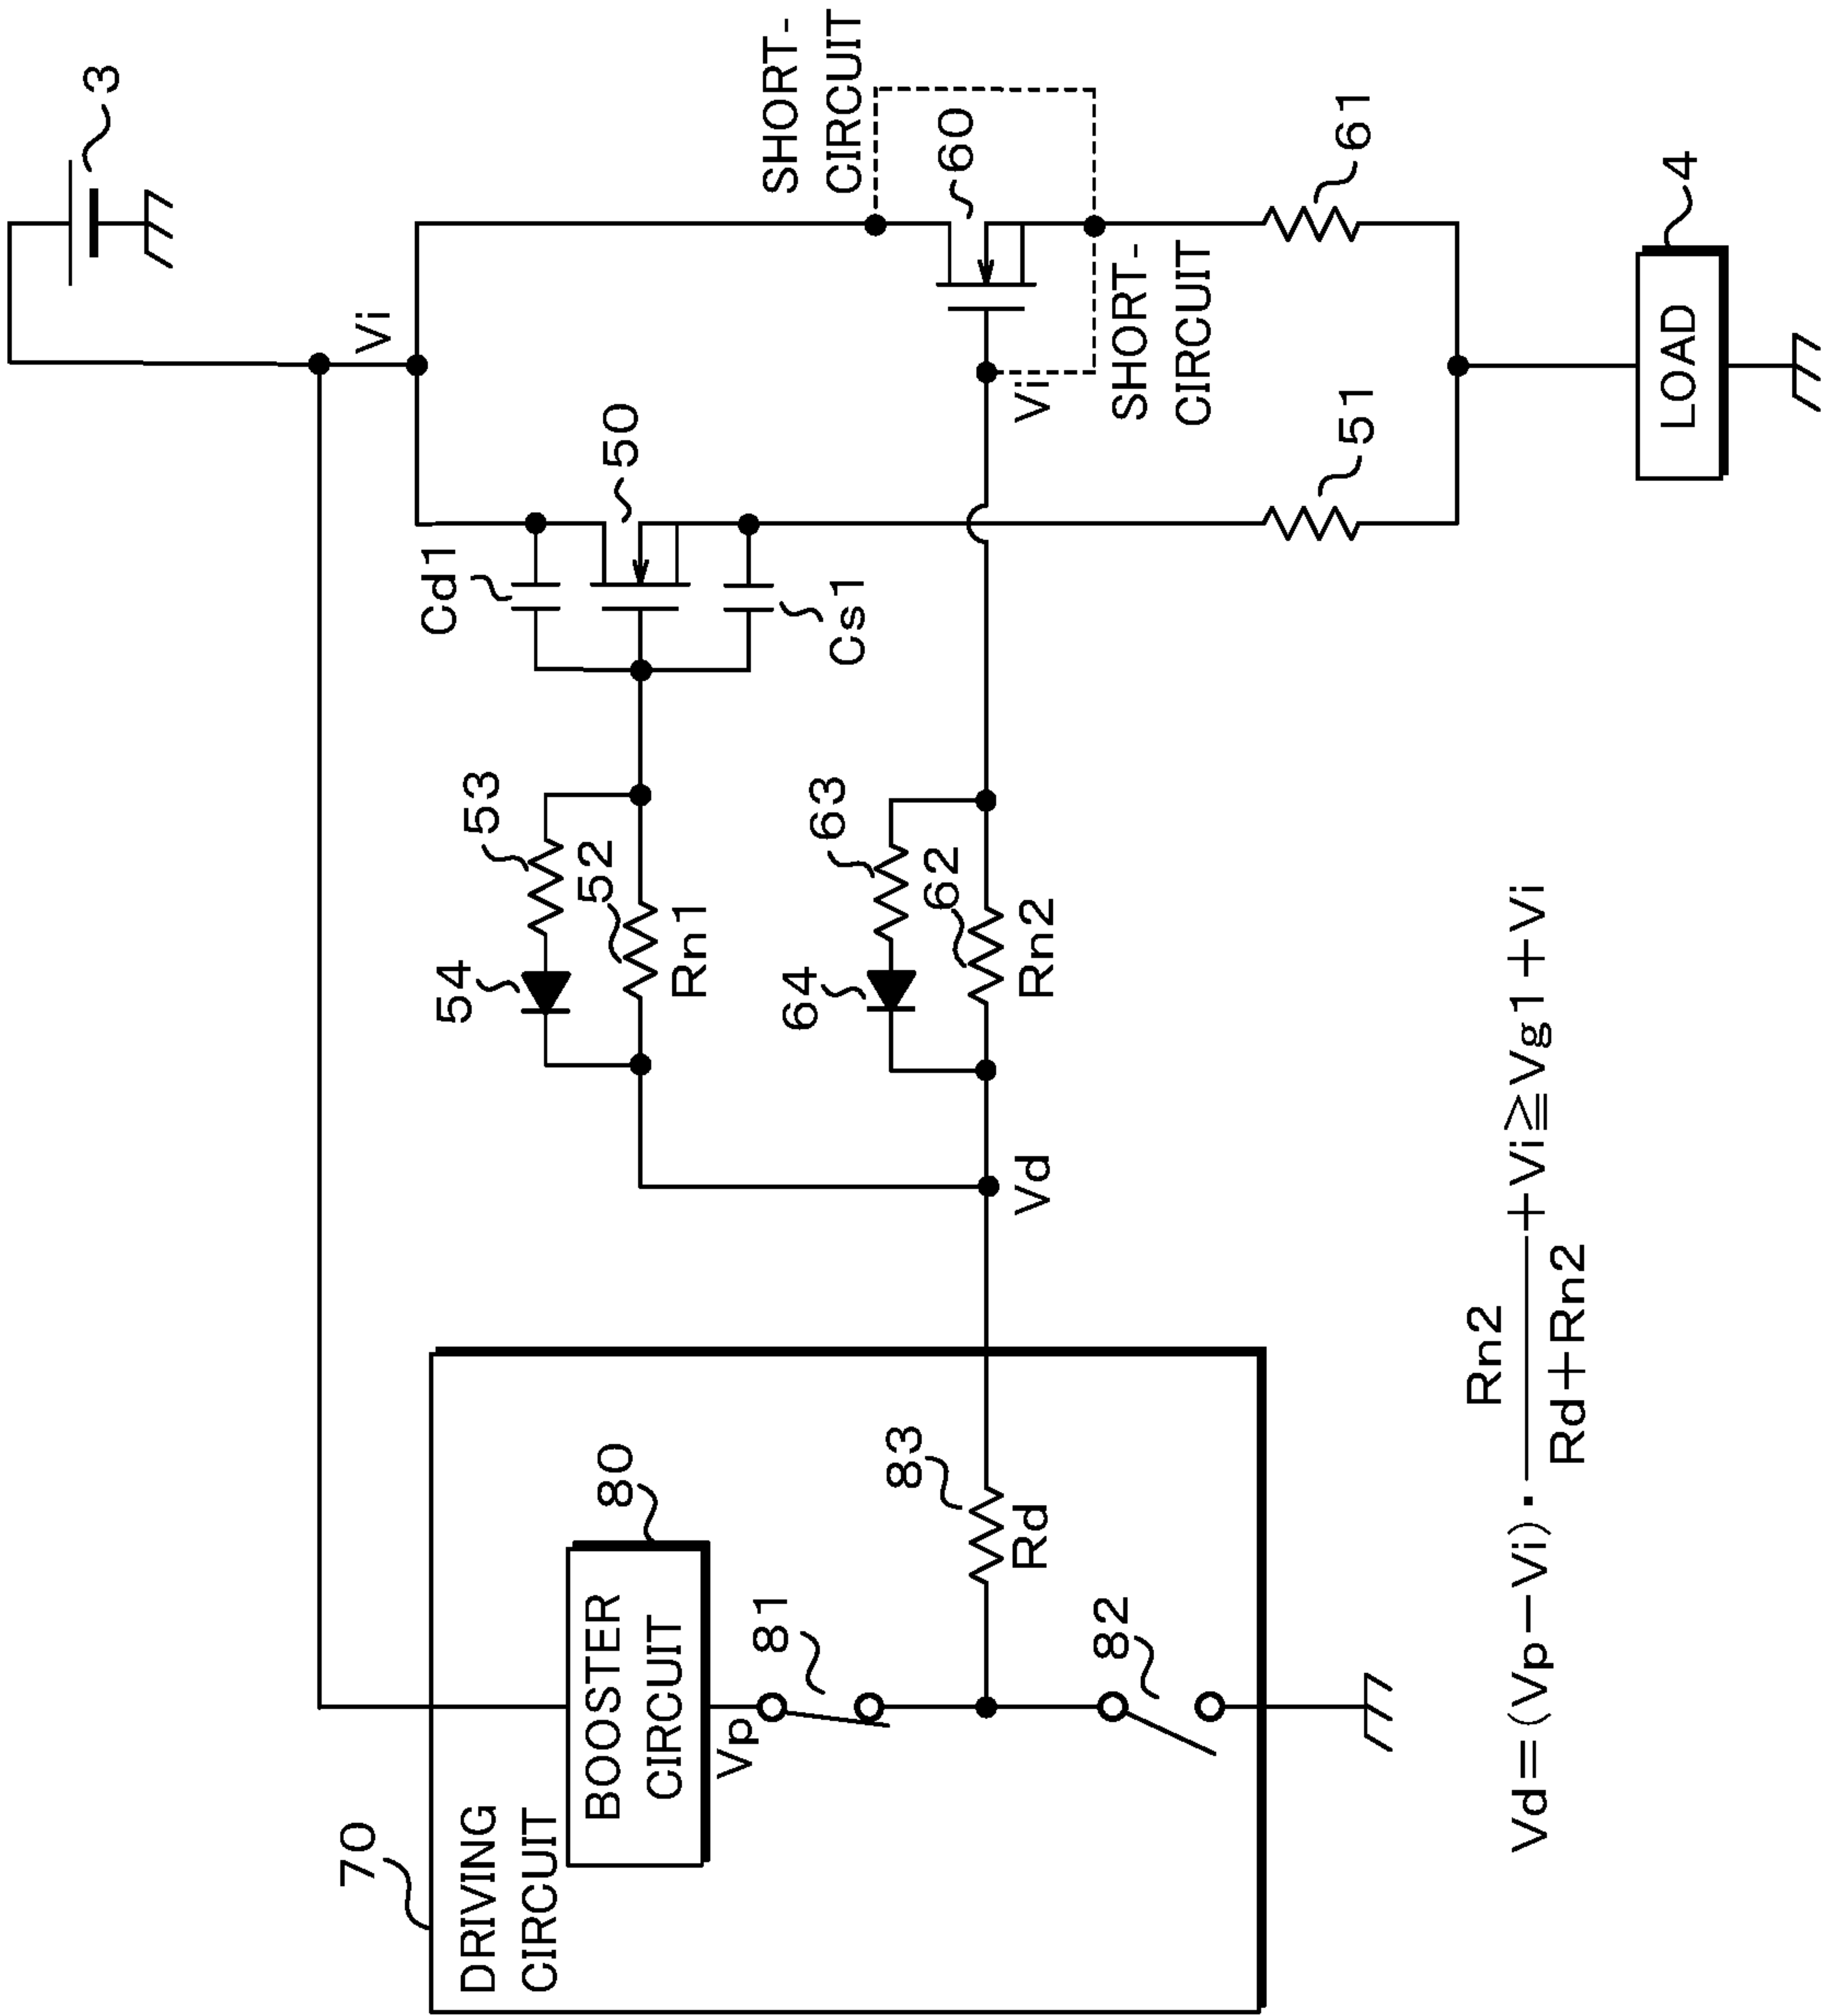 3
Vi
SHORT-
CIRCUIT
50
Cd1
60
Cs1
Vi
SHORT-
CIRCUIT
51
61
LOAD
4
53
54
52
Rn1
63
64
62
Rn2
Vd
70
DRIVING
CIRCUIT
80
BOOSTER
CIRCUIT
Vp
81
82
83
Rd
Vd=(Vp−Vi)· Rn2
Rd+Rn2 +Vi≧Vg1+Vi